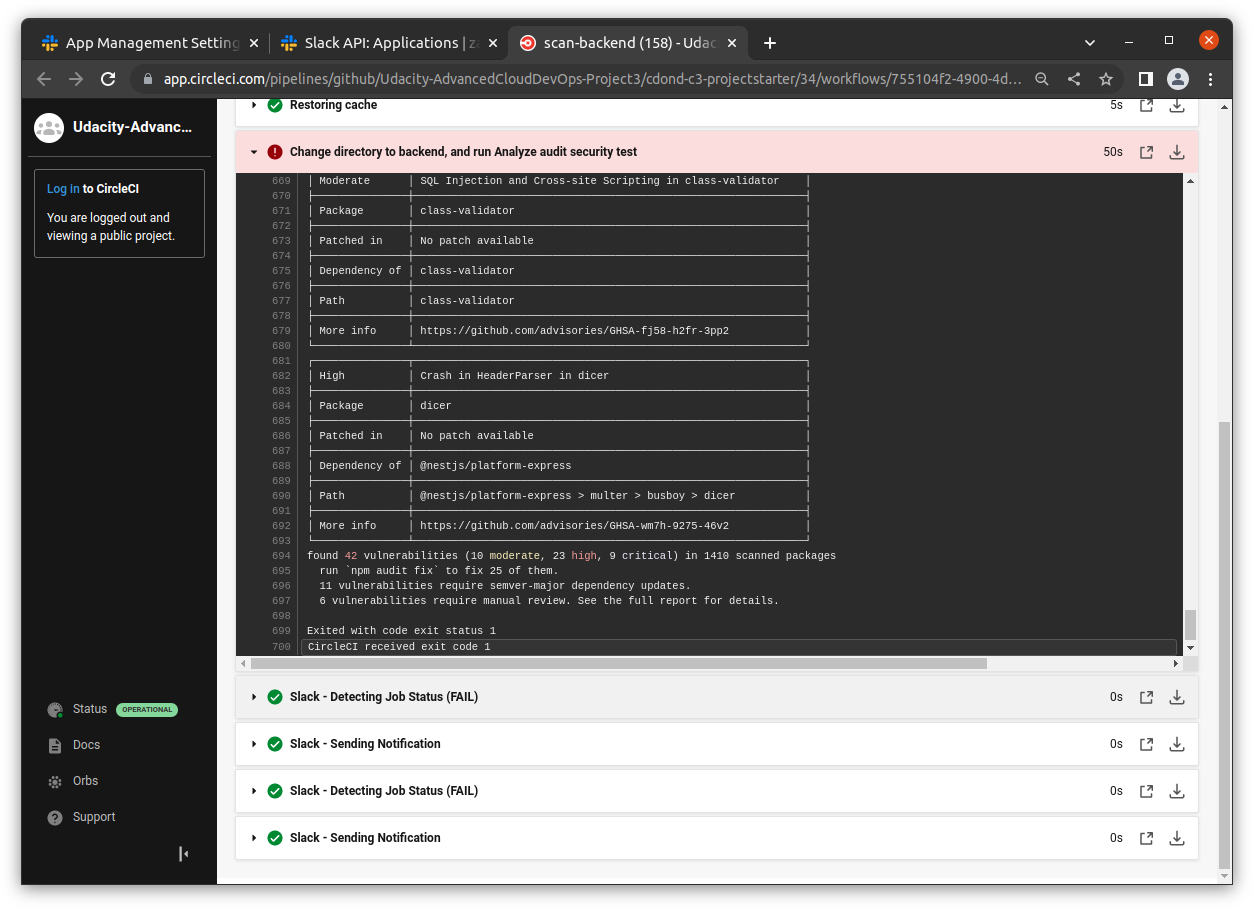 App Management Setting
Slack API: Applications | za
scan-backend (158) - Udac
app.circleci.com/pipelines/github/Udacity-AdvancedCloudDevOps-Project3/cdond-c3-projectstarter/34/workflows/755104f2-4900-4d...
Udacity-Advanc...
Log in to CircleCI
You are logged out and
viewing a public project.
Status OPERATIONAL
Docs
Orbs
Support
Restoring cache 5s
Change directory to backend, and run Analyze audit security test 50s
669 | Moderate | SQL Injection and Cross-site Scripting in class-validator |
670
671 | Package | class-validator |
672
673 | Patched in | No patch available |
674
675 | Dependency of | class-validator |
676
677 | Path | class-validator |
678
679 | More info | https://github.com/advisories/GHSA-fj58-h2fr-3pp2 |
680
681
682 | High | Crash in HeaderParser in dicer |
683
684 | Package | dicer |
685
686 | Patched in | No patch available |
687
688 | Dependency of | @nestjs/platform-express |
689
690 | Path | @nestjs/platform-express > multer > busboy > dicer |
691
692 | More info | https://github.com/advisories/GHSA-wm7h-9275-46v2 |
693
694 found 42 vulnerabilities (10 moderate, 23 high, 9 critical) in 1410 scanned packages
695 run `npm audit fix` to fix 25 of them.
696 11 vulnerabilities require semver-major dependency updates.
697 6 vulnerabilities require manual review. See the full report for details.
698
699 Exited with code exit status 1
700 CircleCI received exit code 1
Slack - Detecting Job Status (FAIL) 0s
Slack - Sending Notification 0s
Slack - Detecting Job Status (FAIL) 0s
Slack - Sending Notification 0s